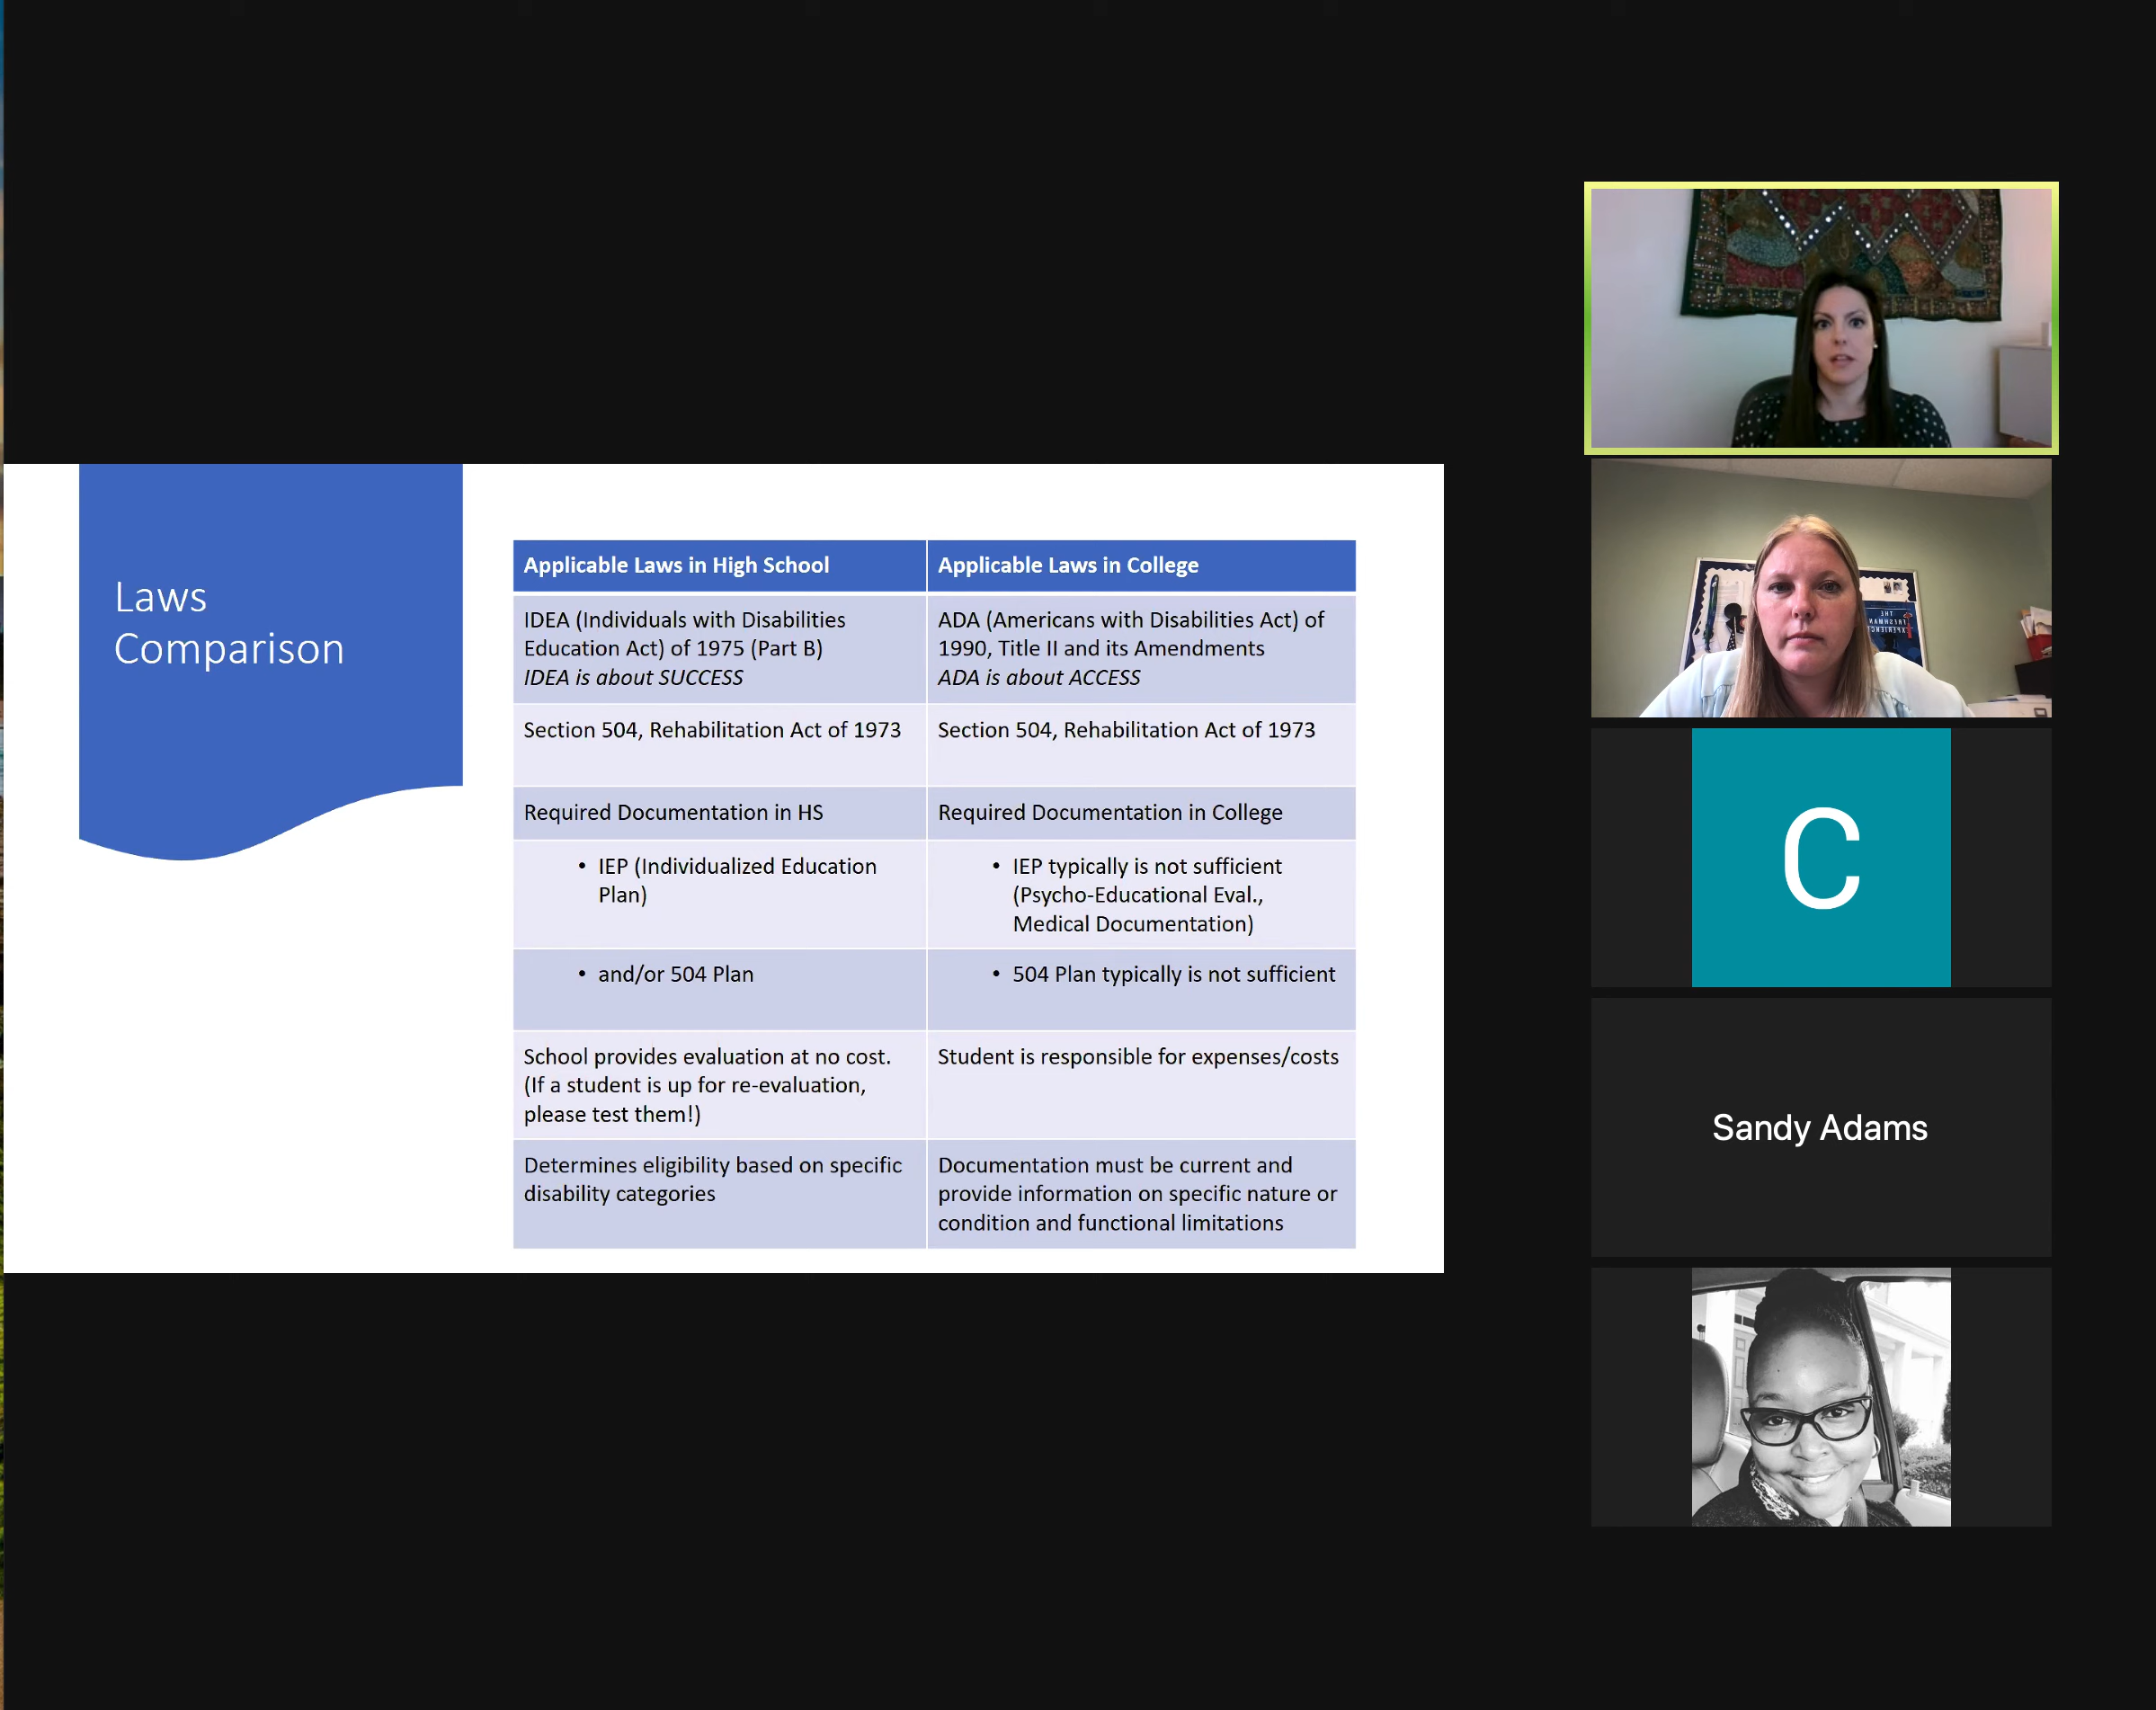 Laws
Comparison
Applicable Laws in High School
Applicable Laws in College
IDEA (Individuals with Disabilities
Education Act) of 1975 (Part B)
IDEA is about SUCCESS
ADA (Americans with Disabilities Act) of
1990, Title II and its Amendments
ADA is about ACCESS
Section 504, Rehabilitation Act of 1973
Section 504, Rehabilitation Act of 1973
Required Documentation in HS
Required Documentation in College
• IEP (Individualized Education
Plan)
• IEP typically is not sufficient
(Psycho-Educational Eval.,
Medical Documentation)
• and/or 504 Plan
• 504 Plan typically is not sufficient
School provides evaluation at no cost.
(If a student is up for re-evaluation,
please test them!)
Student is responsible for expenses/costs
Determines eligibility based on specific
disability categories
Documentation must be current and
provide information on specific nature or
condition and functional limitations
THE
FRESHMAN
C
Sandy Adams